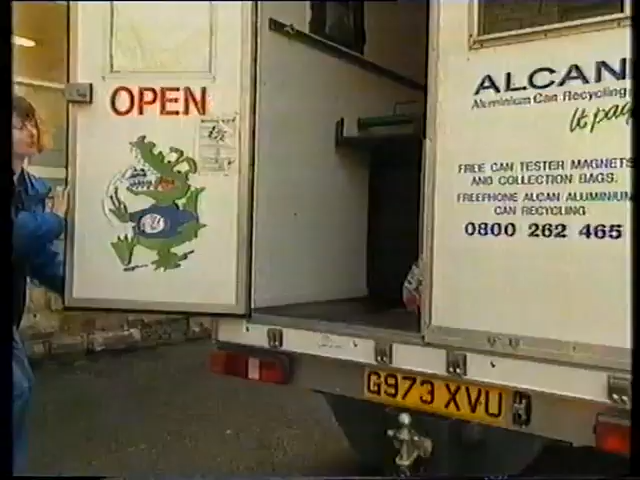 OPEN
ALCAN
Aluminium Can Recycling
It pay
FREE CAN TESTER MAGNETS
AND COLLECTION BAGS.
FREEPHONE ALCAN ALUMINIUM
CAN RECYCLING
0800 262 465
G973 XVU